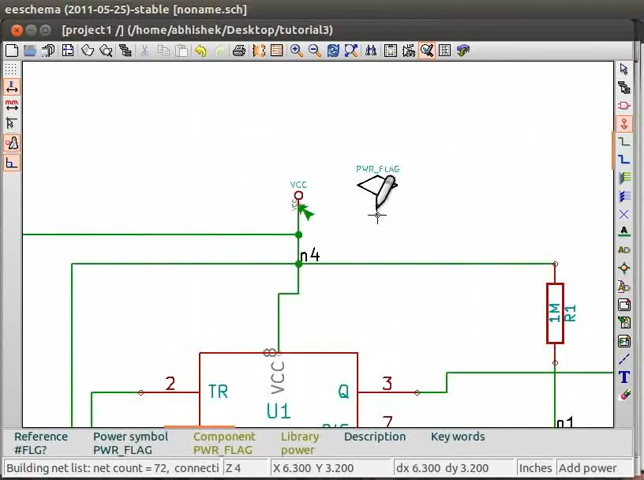 eeschema (2011-05-25)-stable [noname.sch]
[project1 /] (/home/abhishek/Desktop/tutorial3)
PWR_FLAG
VCC
n4
1M
R1
8
VCC
2
TR
Q
3
U1
7
n1
Reference
Power symbol
Component
Library
Description
Key words
#FLG?
PWR_FLAG
PWR_FLAG
power
Building net list: net count = 72, connecti
Z 4
X 6.300 Y 3.200
dx 6.300 dy 3.200
Inches
Add power